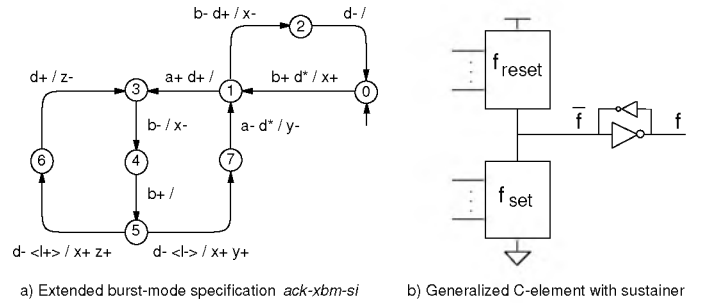 b- d+ / x-
2
d- /
d+ / z-
3
a+ d+ /
1
b+ d* / x+
0
b- / x-
a- d* / y-
6
4
7
b+ /
5
d- <l+> / x+ z+
d- <l-> / x+ y+
a) Extended burst-mode specification ack-xbm-si
f reset
f
f
f set
b) Generalized C-element with sustainer